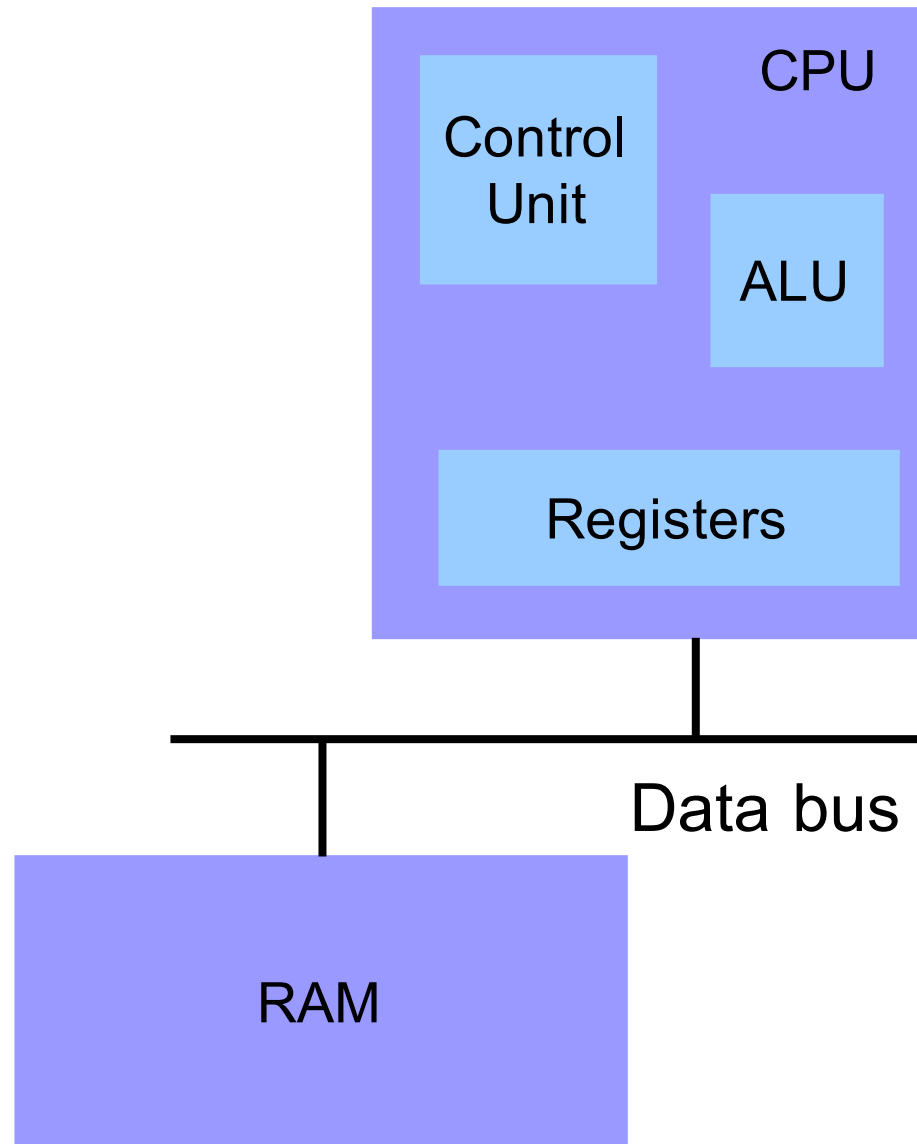 CPU
Control
Unit
ALU
Registers
Data bus
RAM